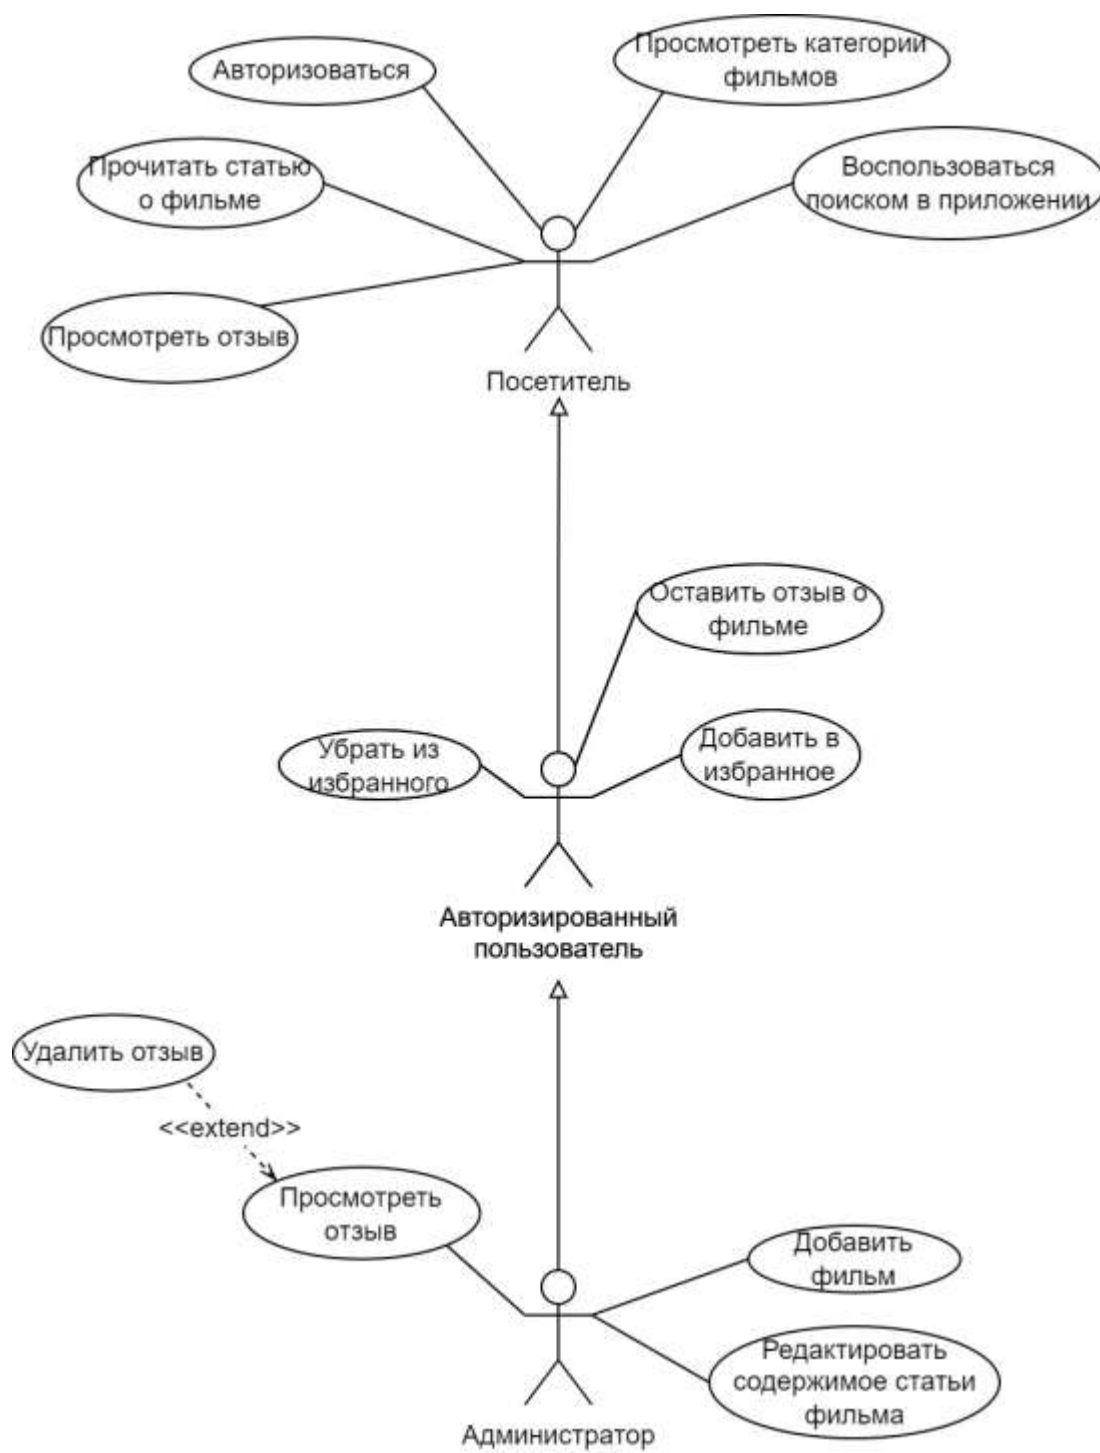 Авторизоваться
Просмотреть категории
фильмов
Прочитать статью
о фильме
Воспользоваться
поиском в приложении
Просмотреть отзыв
Посетитель
Оставить отзыв о
фильме
Убрать из
избранного
Добавить в
избранное
Авторизированный
пользователь
Удалить отзыв
<<extend>>
Просмотреть
отзыв
Добавить
фильм
Редактировать
содержимое статьи
фильма
Администратор